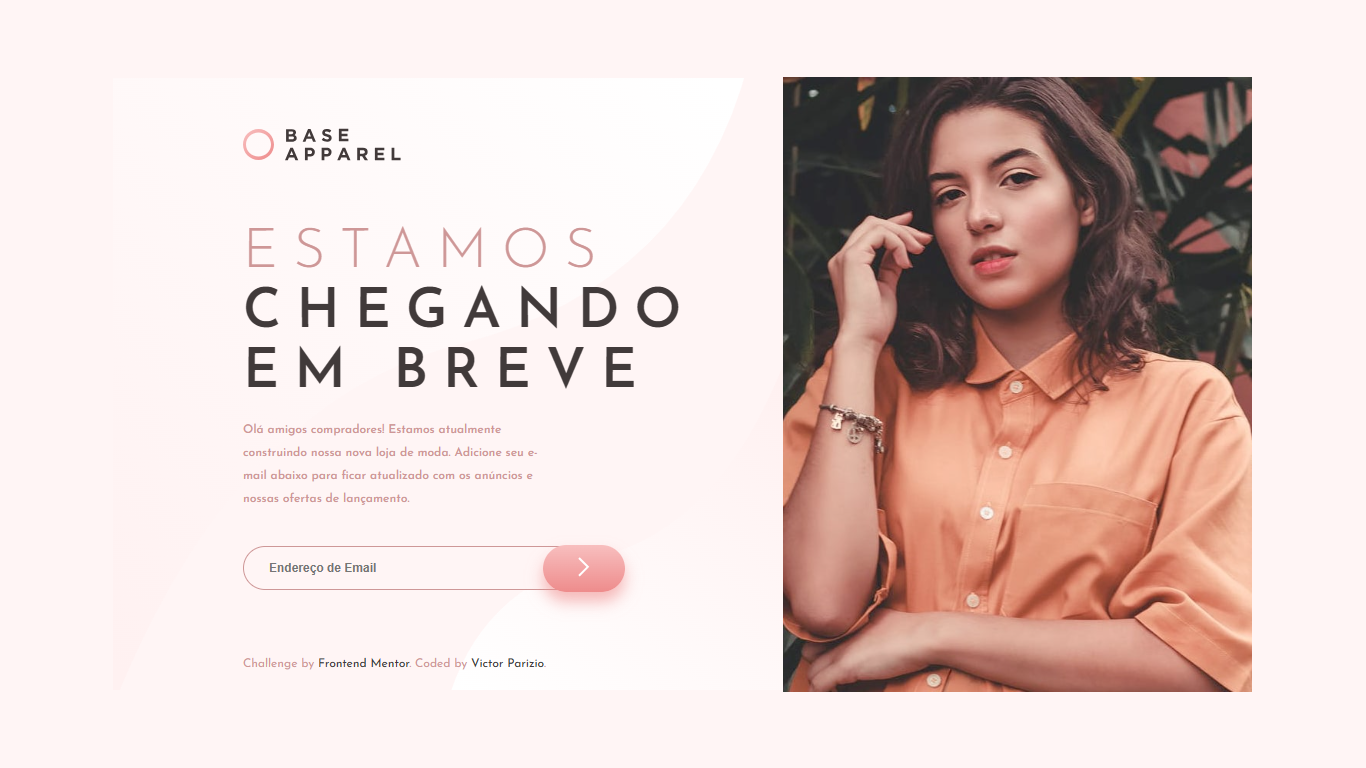 BASE
APPAREL
ESTAMOS
CHEGANDO
EM BREVE
Olá amigos compradores! Estamos atualmente
construindo nossa nova loja de moda. Adicione seu e-
mail abaixo para ficar atualizado com os anúncios e
nossas ofertas de lançamento.
Endereço de Email
Challenge by Frontend Mentor. Coded by Victor Parizio.